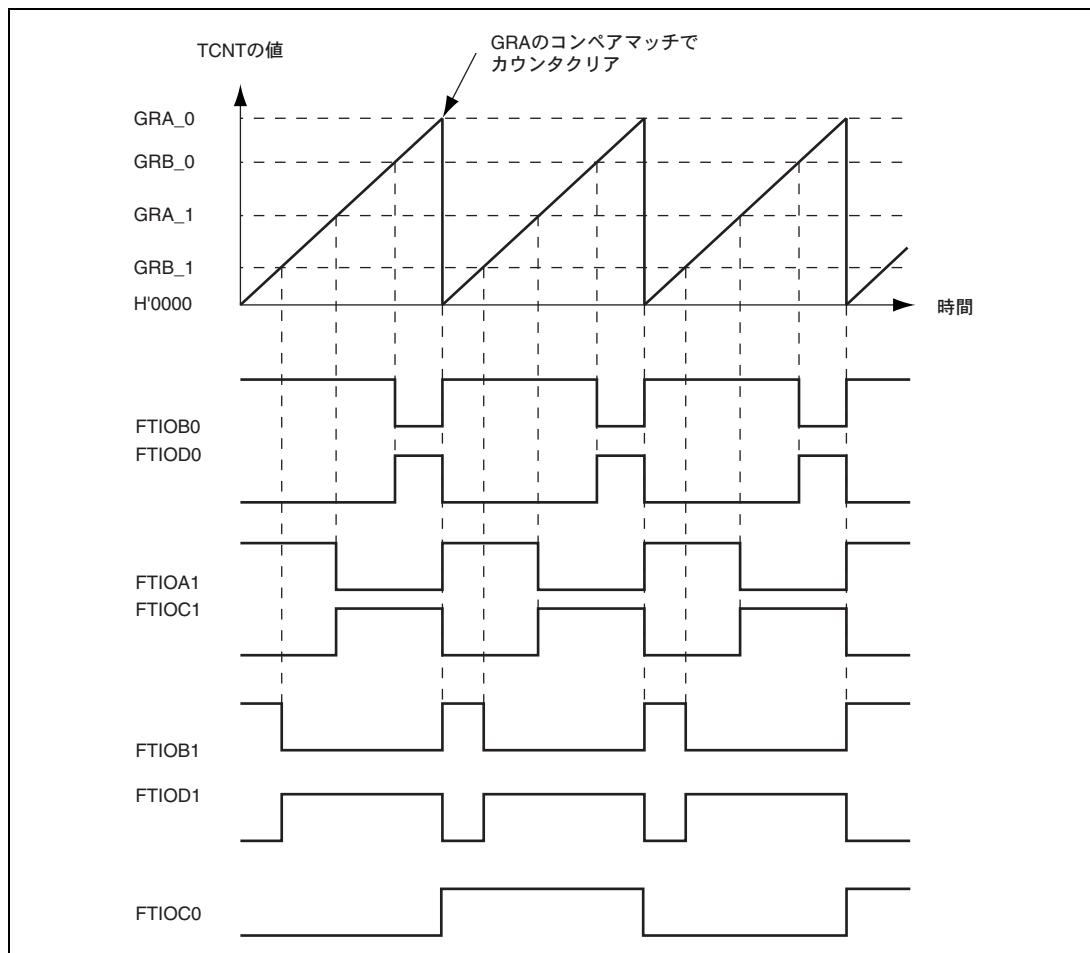 TCNTの値
GRAのコンペアマッチで
カウンタクリア
GRA_0
GRB_0
GRA_1
GRB_1
H'0000
時間
FTIOB0
FTIOD0
FTIOA1
FTIOC1
FTIOB1
FTIOD1
FTIOC0